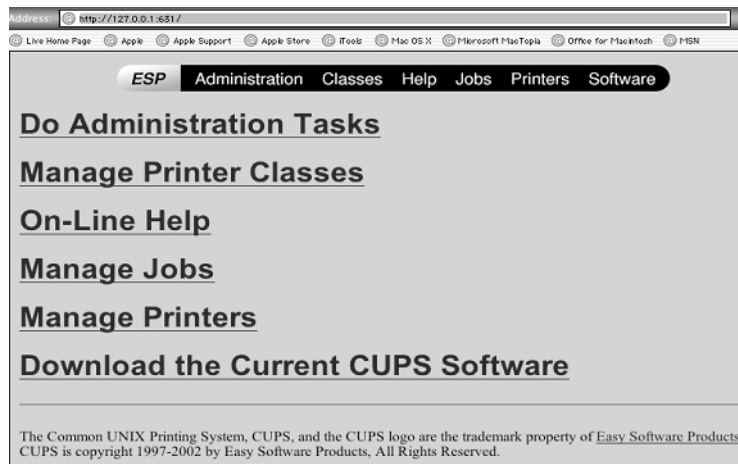 Address: http://127.0.0.1:631/
Live Home Page Apple Apple Support Apple Store iTools Mac OS X Microsoft MacTopia Office for Macintosh MSN
ESP Administration Classes Help Jobs Printers Software
Do Administration Tasks
Manage Printer Classes
On-Line Help
Manage Jobs
Manage Printers
Download the Current CUPS Software
The Common UNIX Printing System, CUPS, and the CUPS logo are the trademark property of Easy Software Products
CUPS is copyright 1997-2002 by Easy Software Products, All Rights Reserved.